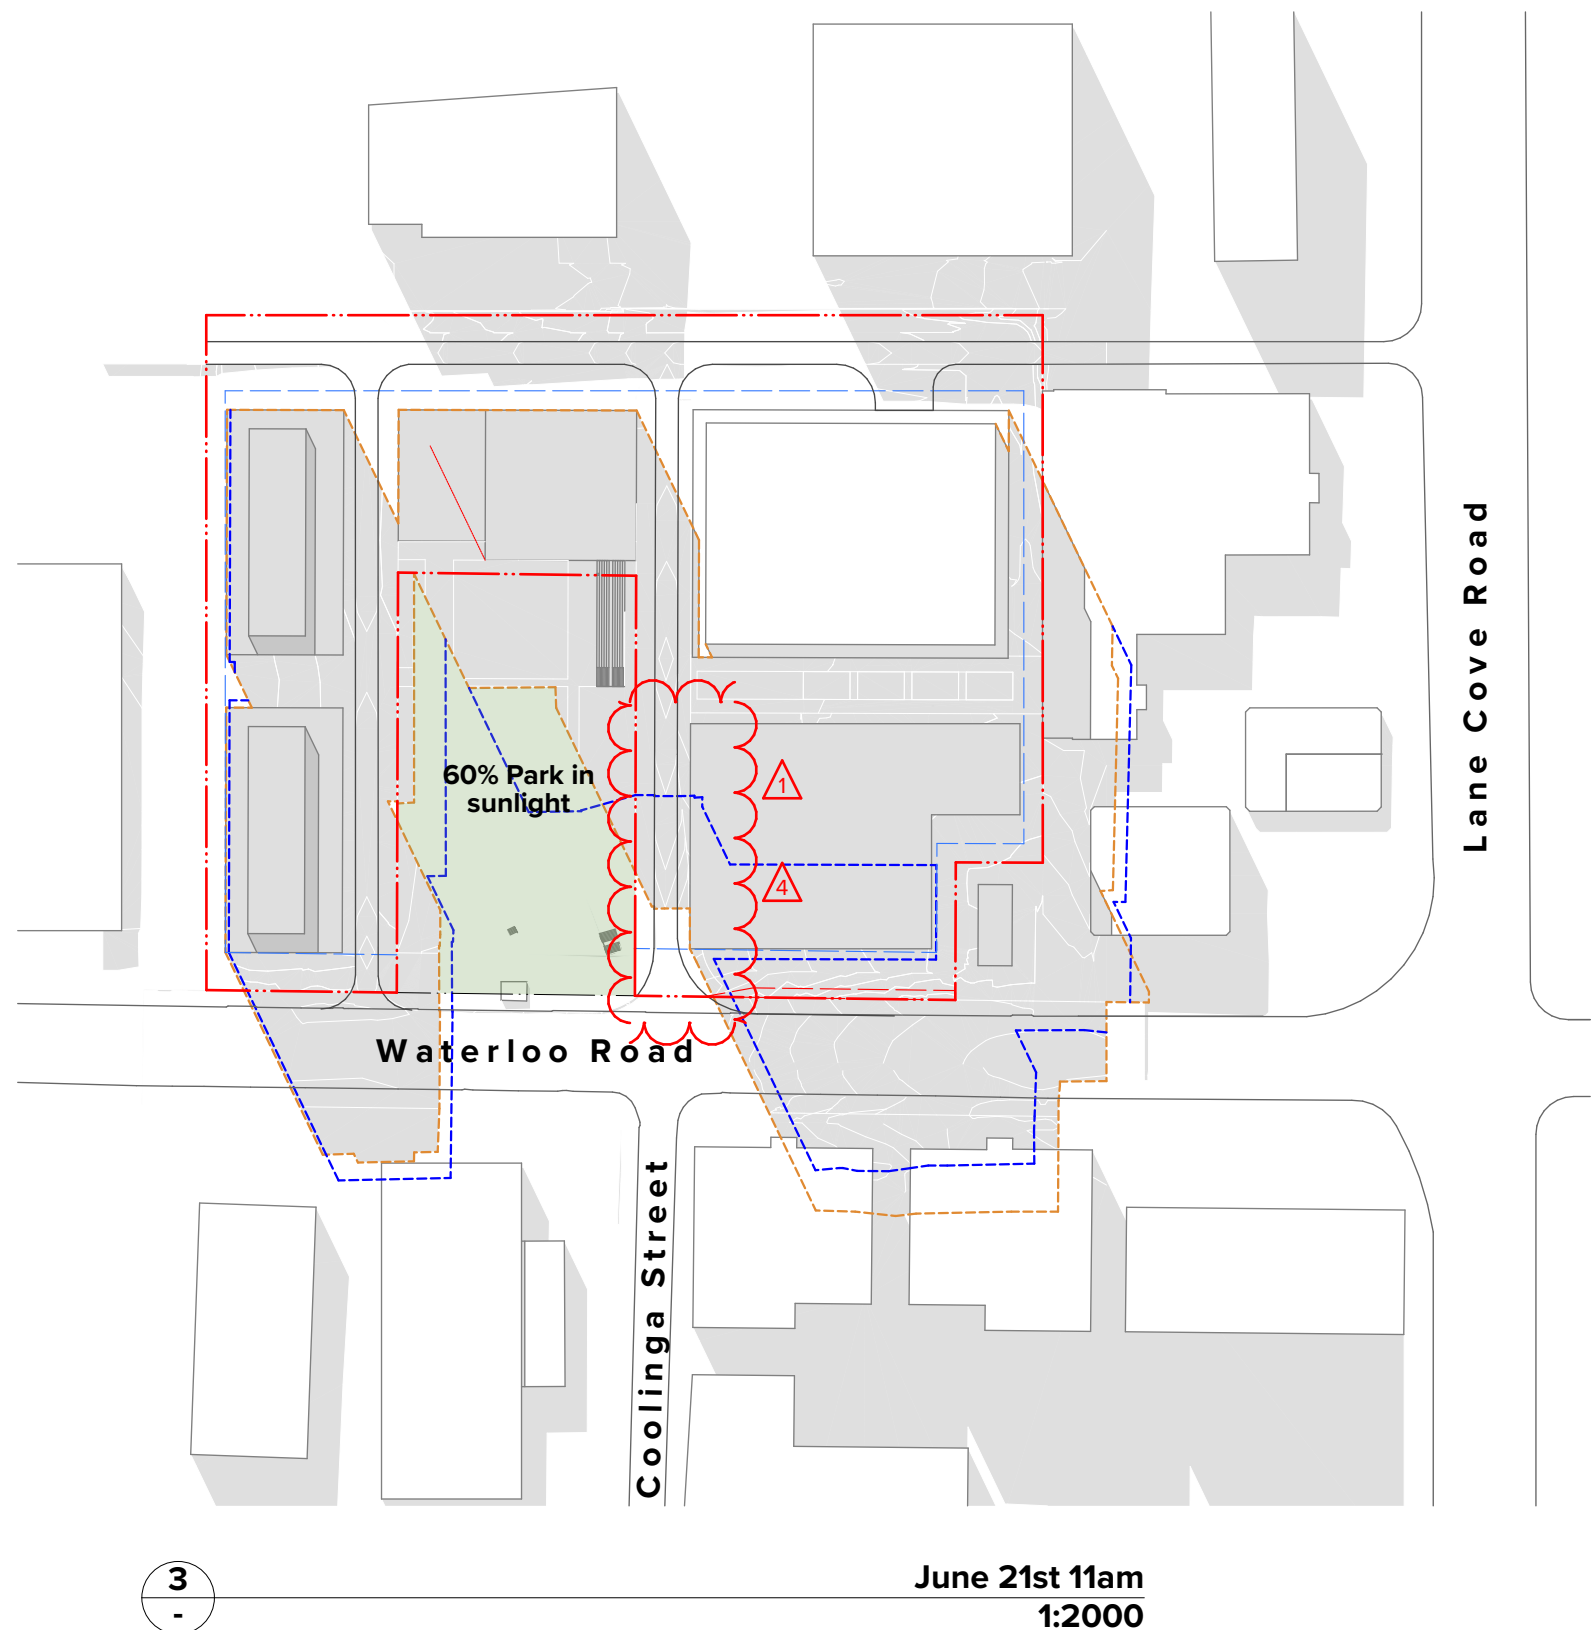 60% Park in
sunlight
1
4
Lane Cove Road
Waterloo Road
Coolinga Street
3
-
June 21st 11am
1:2000